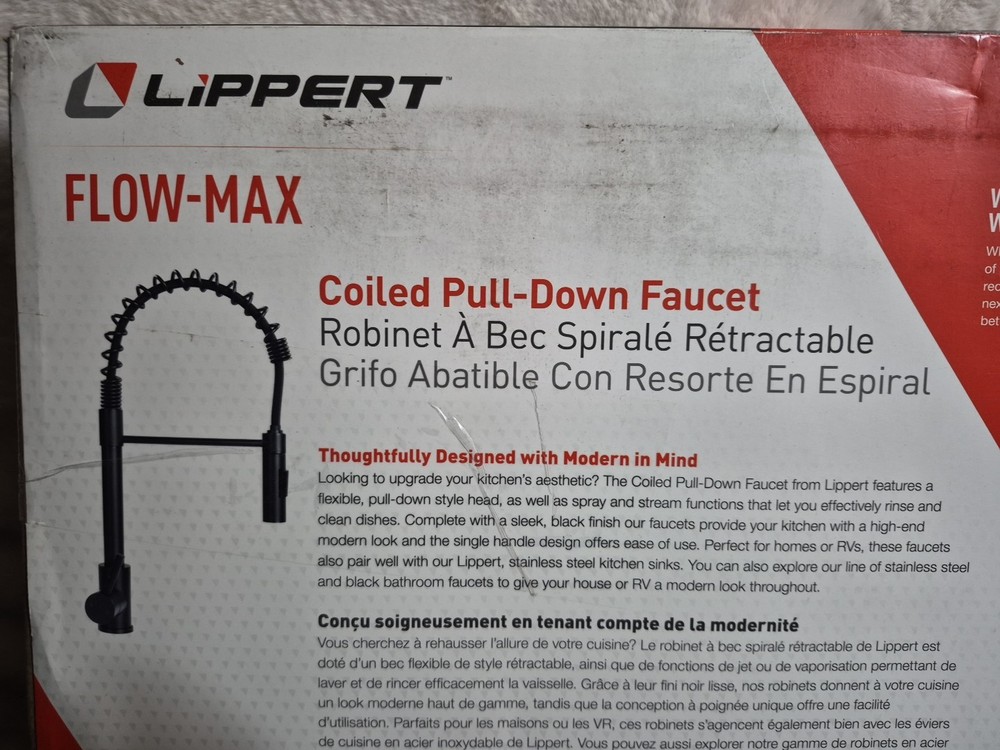 LiPPERT™
FLOW-MAX
Coiled Pull-Down Faucet
Robinet À Bec Spiralé Rétractable
Grifo Abatible Con Resorte En Espiral
Thoughtfully Designed with Modern in Mind
Looking to upgrade your kitchen's aesthetic? The Coiled Pull-Down Faucet from Lippert features a
flexible, pull-down style head, as well as spray and stream functions that let you effectively rinse and
clean dishes. Complete with a sleek, black finish our faucets provide your kitchen with a high-end
modern look and the single handle design offers ease of use. Perfect for homes or RVs, these faucets
also pair well with our Lippert, stainless steel kitchen sinks. You can also explore our line of stainless steel
and black bathroom faucets to give your house or RV a modern look throughout.
Conçu soigneusement en tenant compte de la modernité
Vous cherchez à rehausser l'allure de votre cuisine? Le robinet à bec spiralé rétractable de Lippert est
doté d'un bec flexible de style rétractable, ainsi que de fonctions de jet ou de vaporisation permettant de
laver et de rincer efficacement la vaisselle. Grâce à leur fini noir lisse, nos robinets donnent à votre cuisine
un look moderne haut de gamme, tandis que la conception à poignée unique offre une facilité
d'utilisation. Parfaits pour les maisons ou les VR, ces robinets s'agencent également bien avec les éviers
de cuisine en acier inoxydable de Lippert. Vous pouvez aussi explorer notre gamme de robinets en acier
of